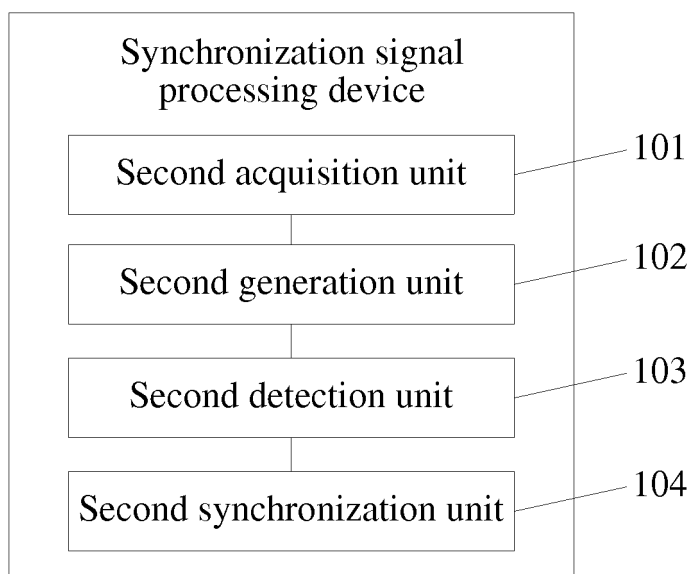 Synchronization signal
processing device
Second acquisition unit
101
Second generation unit
102
Second detection unit
103
Second synchronization unit
104